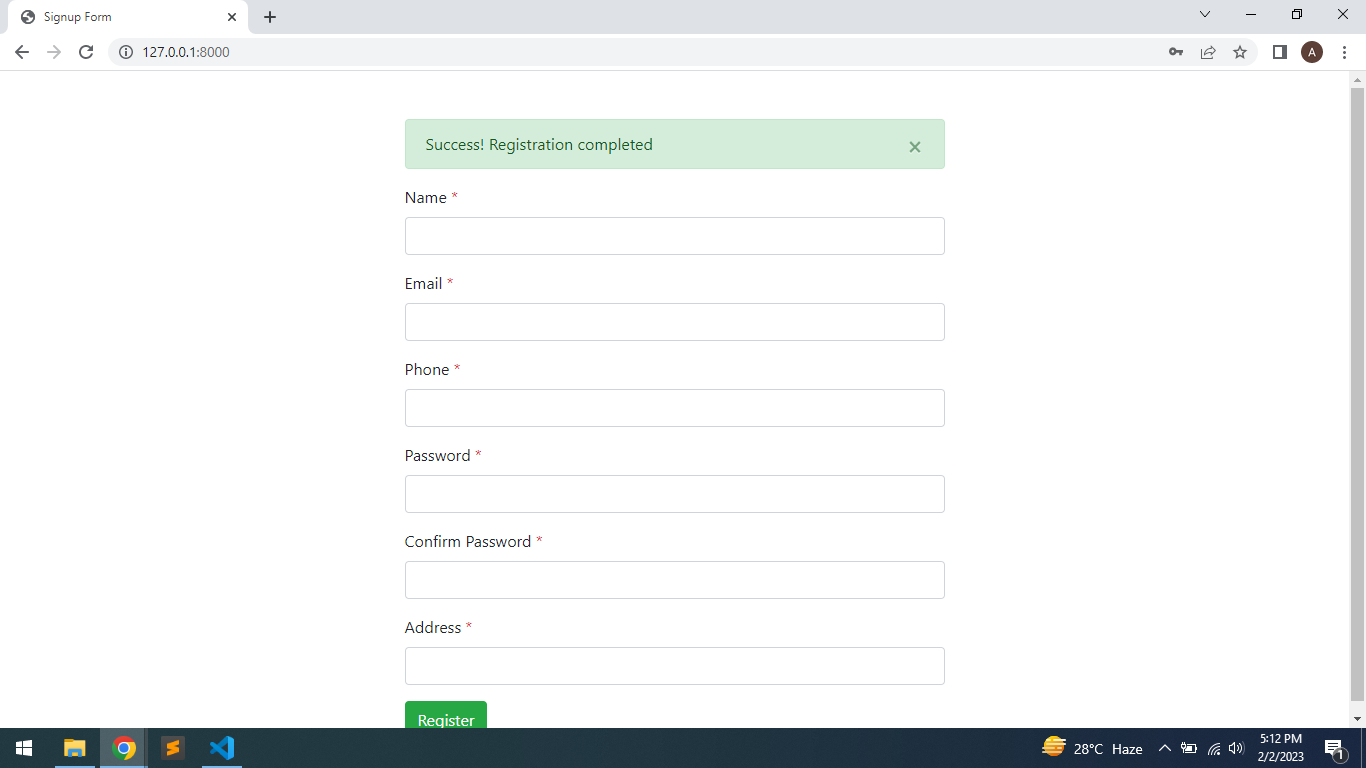 Signup Form
127.0.0.1:8000
A
Success! Registration completed ×
Name *
Email *
Phone *
Password *
Confirm Password *
Address *
Register
28°C Haze
5:12 PM
2/2/2023
1